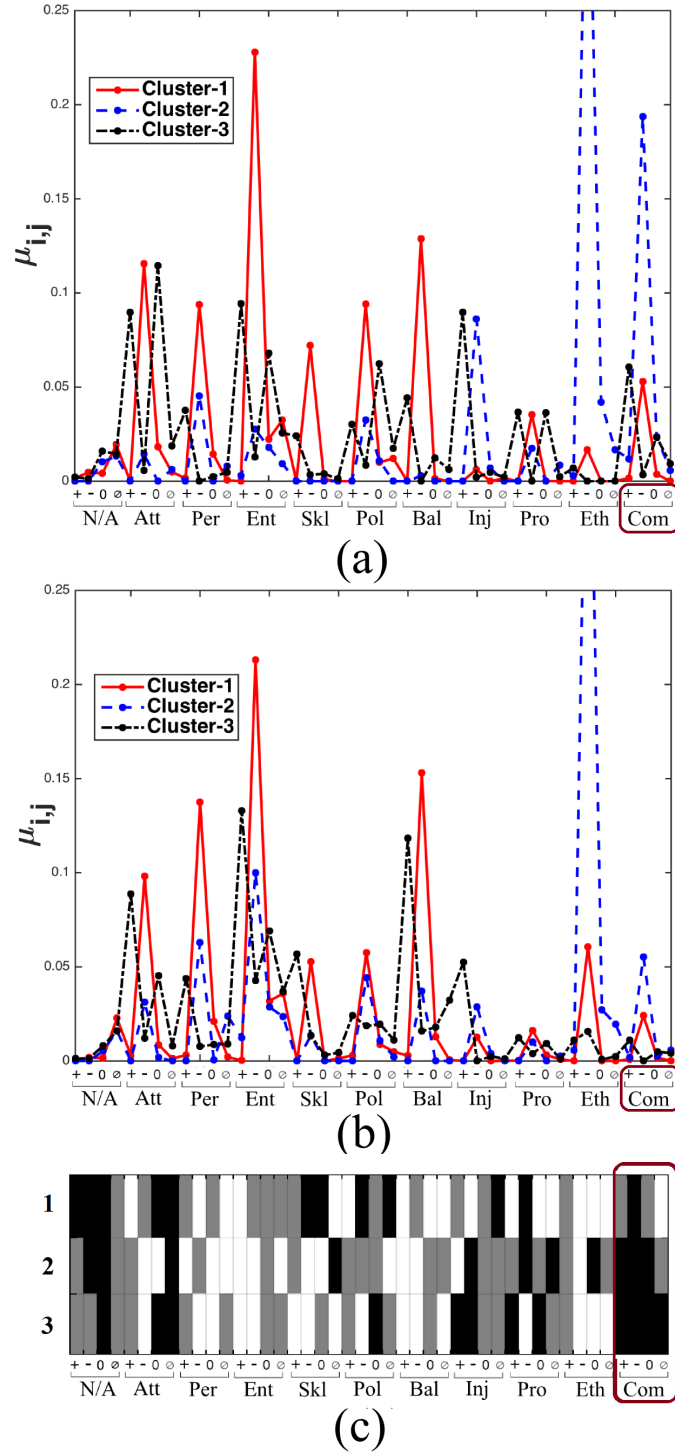 0.25
0.2
0.15
0.1
0.05
0
μi,j
Cluster-1
Cluster-2
Cluster-3
+ - 0 ∅ + - 0 ∅ + - 0 ∅ + - 0 ∅ + - 0 ∅ + - 0 ∅ + - 0 ∅ + - 0 ∅ + - 0 ∅ + - 0 ∅ + - 0 ∅
N/A Att Per Ent Skl Pol Bal Inj Pro Eth Com
(a)
0.25
0.2
0.15
0.1
0.05
0
μi,j
Cluster-1
Cluster-2
Cluster-3
+ - 0 ∅ + - 0 ∅ + - 0 ∅ + - 0 ∅ + - 0 ∅ + - 0 ∅ + - 0 ∅ + - 0 ∅ + - 0 ∅ + - 0 ∅ + - 0 ∅
N/A Att Per Ent Skl Pol Bal Inj Pro Eth Com
(b)
1
2
3
+ - 0 ∅ + - 0 ∅ + - 0 ∅ + - 0 ∅ + - 0 ∅ + - 0 ∅ + - 0 ∅ + - 0 ∅ + - 0 ∅ + - 0 ∅ + - 0 ∅
N/A Att Per Ent Skl Pol Bal Inj Pro Eth Com
(c)